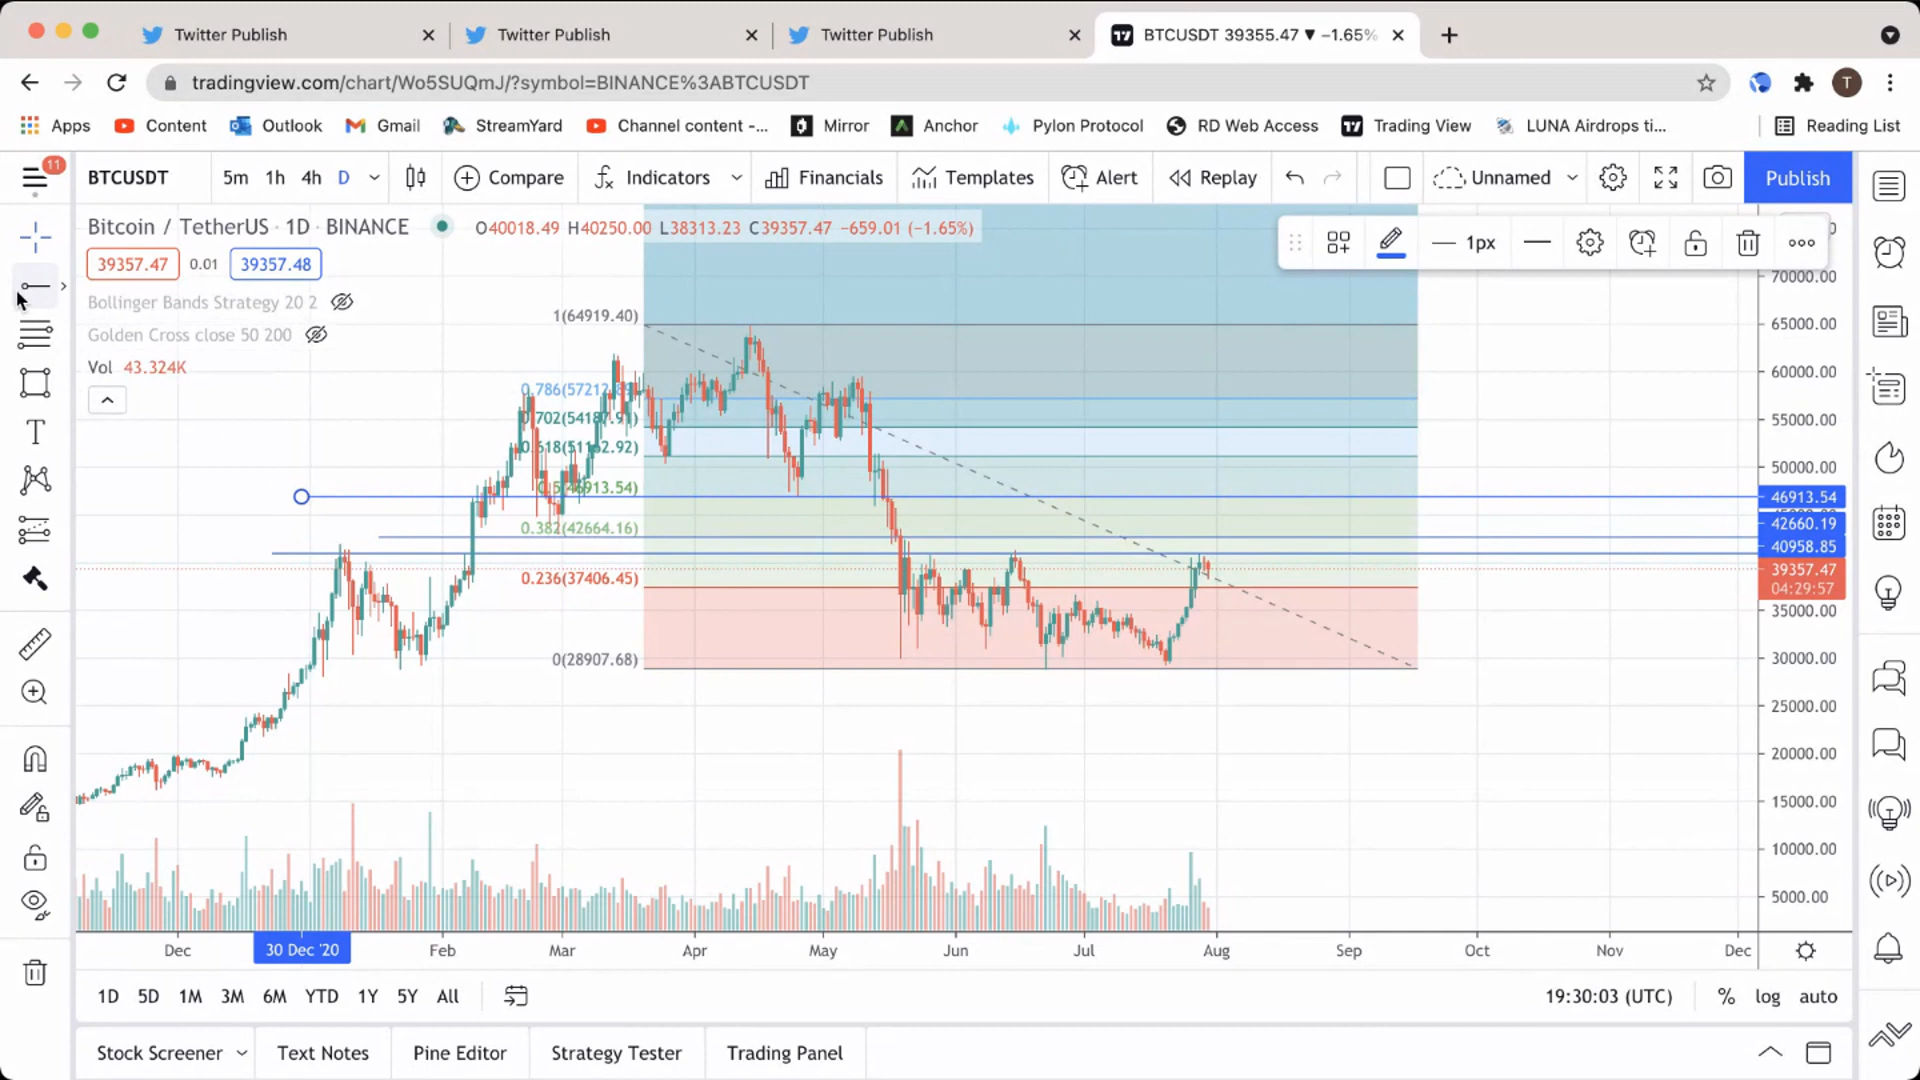 Twitter Publish
Twitter Publish
Twitter Publish
BTCUSDT 39355.47 ▼ −1.65%
tradingview.com/chart/Wo5SUQmJ/?symbol=BINANCE%3ABTCUSDT
T
Apps
Content
Outlook
Gmail
StreamYard
Channel content -...
Mirror
Anchor
Pylon Protocol
RD Web Access
Trading View
LUNA Airdrops ti...
Reading List
11
BTCUSDT
5m 1h 4h D
Compare
Indicators
Financials
Templates
Alert
Replay
Unnamed
Publish
Bitcoin / TetherUS · 1D · BINANCE
O40018.49 H40250.00 L38313.23 C39357.47 −659.01 (−1.65%)
1px
39357.47 0.01 39357.48
Bollinger Bands Strategy 20 2
Golden Cross close 50 200
Vol 43.324K
1(64919.40)
0.702(54187.91)
0.382(42664.16)
0.236(37406.45)
0(28907.68)
70000.00
65000.00
60000.00
55000.00
50000.00
46913.54
42660.19
40958.85
39357.47
04:29:57
35000.00
30000.00
25000.00
20000.00
15000.00
10000.00
5000.00
Dec
30 Dec '20
Feb
Mar
Apr
May
Jun
Jul
Aug
Sep
Oct
Nov
Dec
1D 5D 1M 3M 6M YTD 1Y 5Y All
19:30:03 (UTC)
% log auto
Stock Screener
Text Notes
Pine Editor
Strategy Tester
Trading Panel